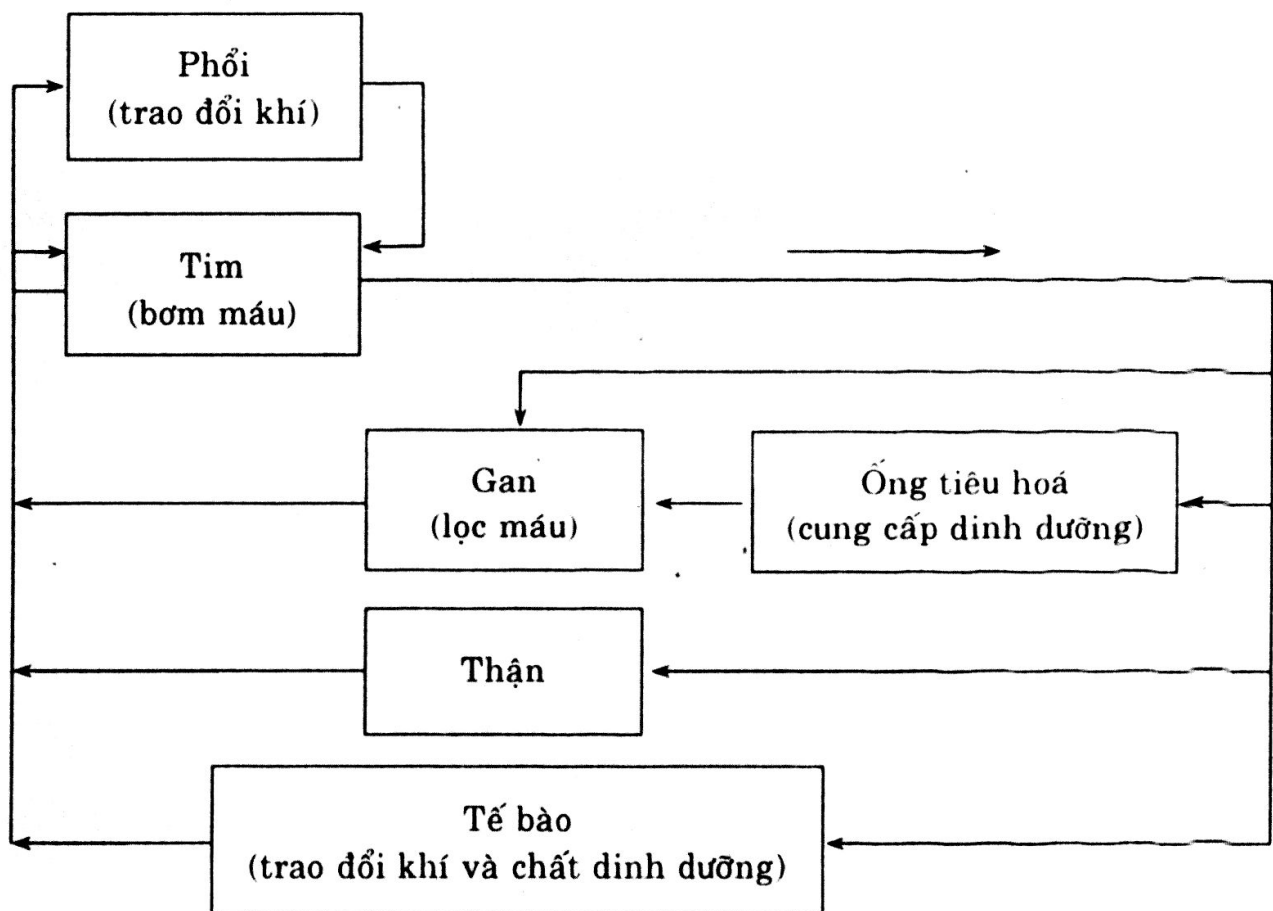 Phổi
(trao đổi khí)
Tim
(bơm máu)
Gan
(lọc máu)
Ống tiêu hoá
(cung cấp dinh dưỡng)
Thận
Tế bào
(trao đổi khí và chất dinh dưỡng)